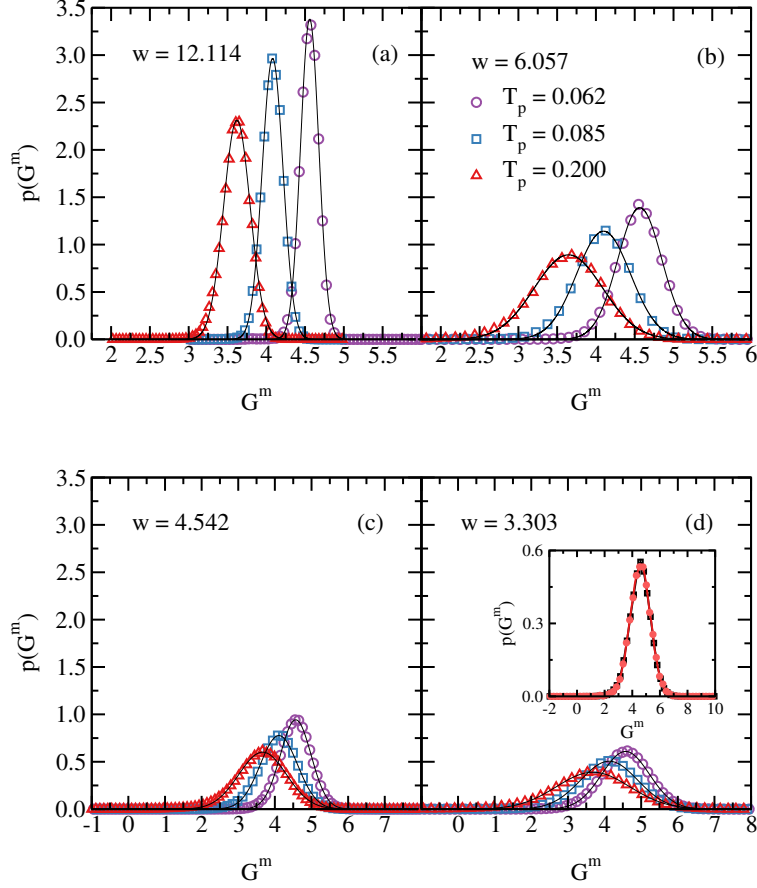 3.5
3.0
2.5
2.0
1.5
1.0
0.5
0.0
p(G^m)
w = 12.114
(a)
2 2.5 3 3.5 4 4.5 5 5.5
G^m
(b)
w = 6.057
T_p = 0.062
T_p = 0.085
T_p = 0.200
2 2.5 3 3.5 4 4.5 5 5.5 6
G^m
3.5
3.0
2.5
2.0
1.5
1.0
0.5
0.0
p(G^m)
w = 4.542
(c)
-1 0 1 2 3 4 5 6 7
G^m
w = 3.303
(d)
0.6
0.3
0.0
p(G^m)
-2 0 2 4 6 8 10
G^m
0 1 2 3 4 5 6 7 8
G^m